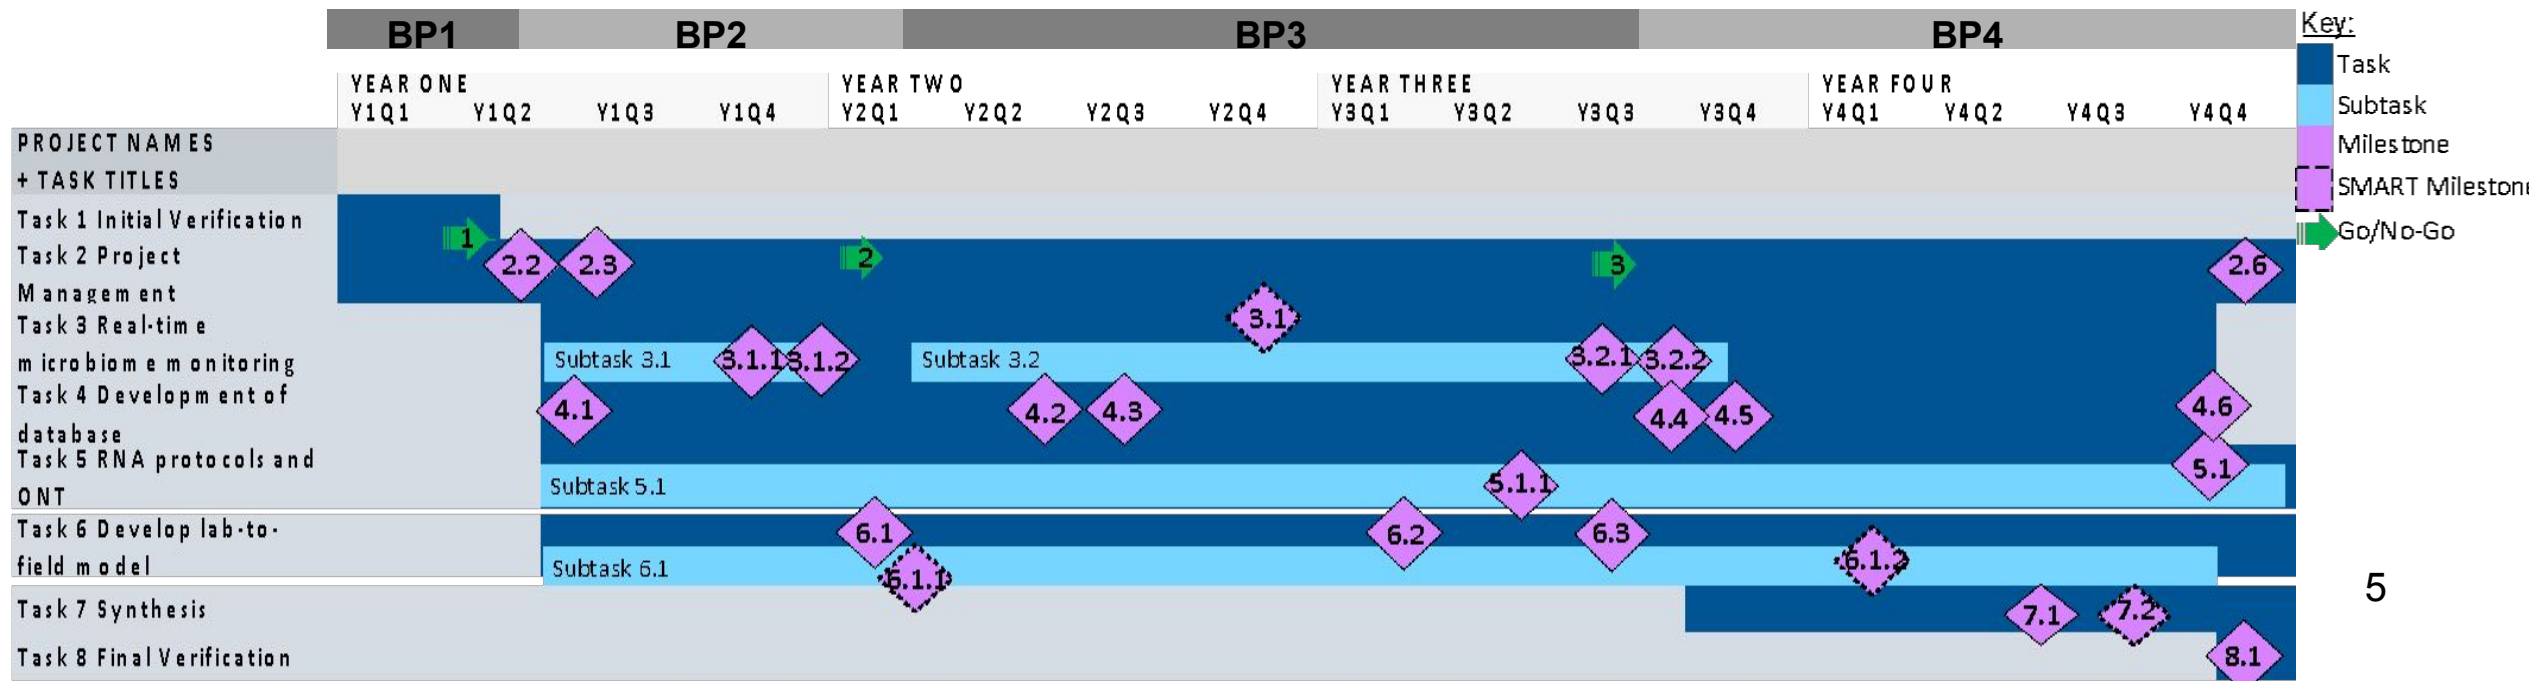 BP1 BP2 BP3 BP4
Key:
Task
Subtask
Milestone
SMART Milestone
Go/No-Go
YEAR ONE YEAR TWO YEAR THREE YEAR FOUR
Y1Q1 Y1Q2 Y1Q3 Y1Q4 Y2Q1 Y2Q2 Y2Q3 Y2Q4 Y3Q1 Y3Q2 Y3Q3 Y3Q4 Y4Q1 Y4Q2 Y4Q3 Y4Q4
PROJECT NAMES
+ TASK TITLES
Task 1 Initial Verification
1
Task 2 Project
Management
2.2 2.3 2 3 2.6
Task 3 Real-time
microbiome monitoring
3.1
Subtask 3.1 3.1.1 3.1.2 Subtask 3.2 3.2.1 3.2.2
Task 4 Development of
database
4.1 4.2 4.3 4.4 4.5 4.6
Task 5 RNA protocols and
ONT
Subtask 5.1 5.1.1 5.1
Task 6 Develop lab-to-
field model
6.1 6.2 6.3
Subtask 6.1 6.1.1 6.1.2
Task 7 Synthesis
7.1 7.2
Task 8 Final Verification
8.1
5